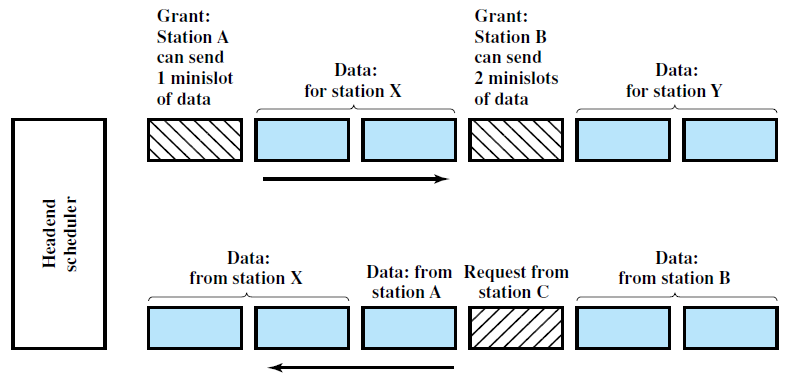 Grant:
Station A
can send
1 minislot
of data
Data:
for station X
Grant:
Station B
can send
2 minislots
of data
Data:
for station Y
Headend
scheduler
Data:
from station X
Data: from
station A
Request from
station C
Data:
from station B